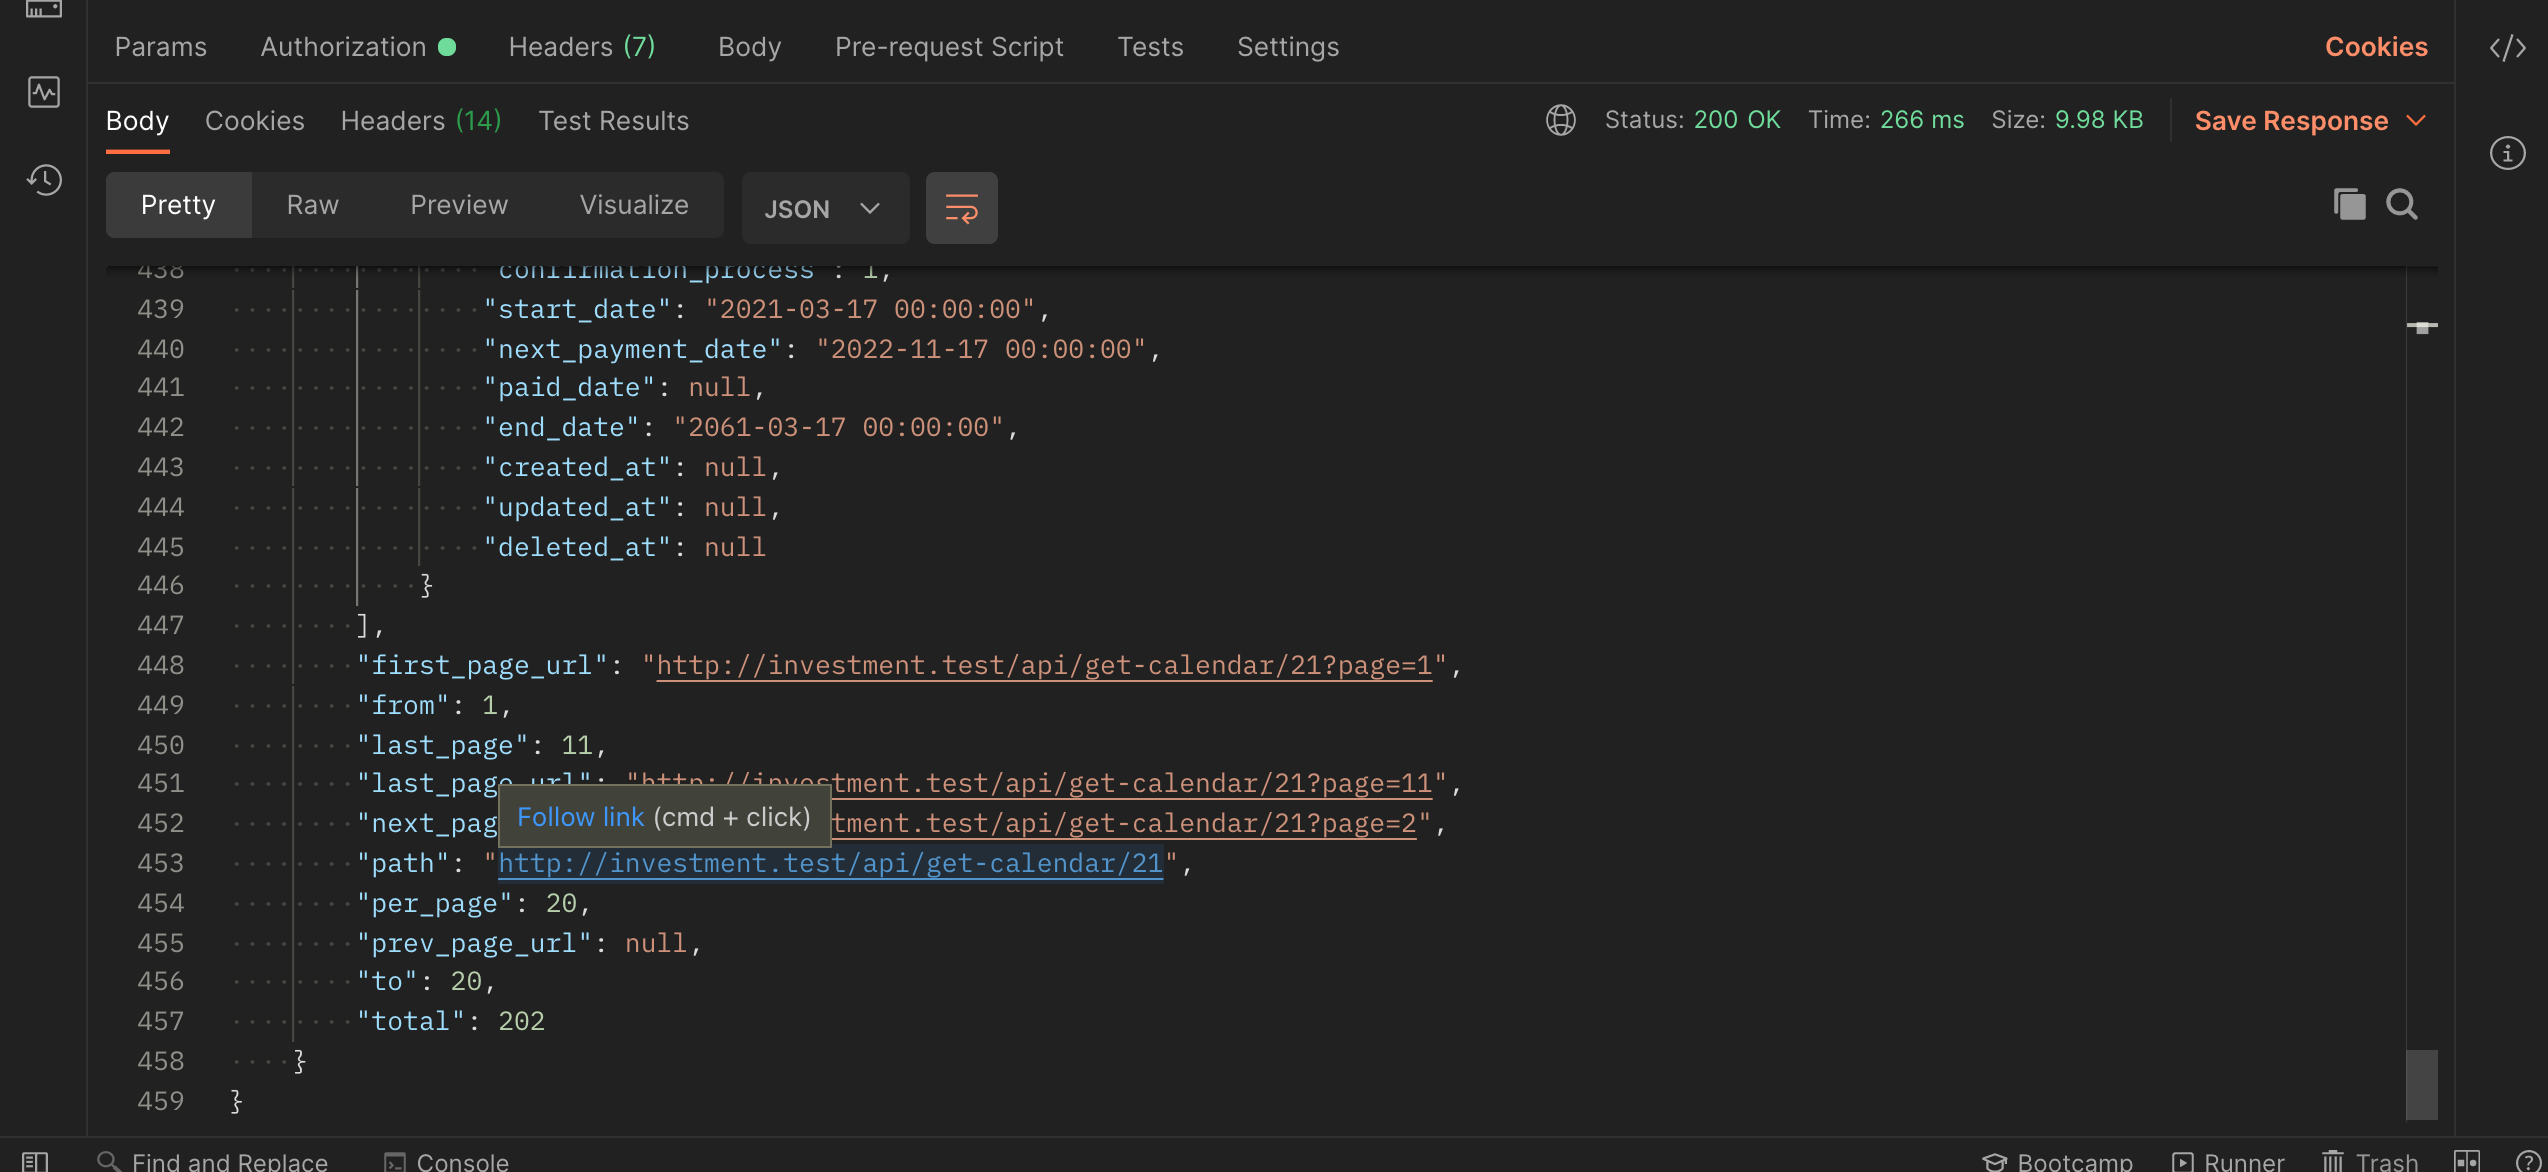 Params Authorization Headers (7) Body Pre-request Script Tests Settings Cookies
Body Cookies Headers (14) Test Results Status: 200 OK Time: 266 ms Size: 9.98 KB Save Response
Pretty Raw Preview Visualize JSON
438 "confirmation_process": 1,
439 "start_date": "2021-03-17 00:00:00",
440 "next_payment_date": "2022-11-17 00:00:00",
441 "paid_date": null,
442 "end_date": "2061-03-17 00:00:00",
443 "created_at": null,
444 "updated_at": null,
445 "deleted_at": null
446 }
447 ],
448 "first_page_url": "http://investment.test/api/get-calendar/21?page=1",
449 "from": 1,
450 "last_page": 11,
451 "last_page_url": "http://investment.test/api/get-calendar/21?page=11",
Follow link (cmd + click)
452 "next_pag tment.test/api/get-calendar/21?page=2",
453 "path": "http://investment.test/api/get-calendar/21",
454 "per_page": 20,
455 "prev_page_url": null,
456 "to": 20,
457 "total": 202
458 }
459 }
Find and Replace Console Bootcamp Runner Trash